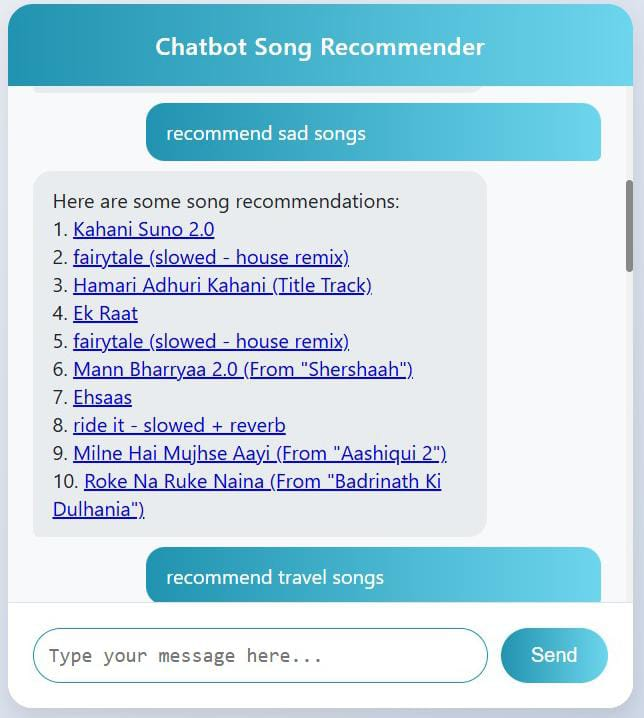 Chatbot Song Recommender
recommend sad songs
Here are some song recommendations:
1. Kahani Suno 2.0
2. fairytale (slowed - house remix)
3. Hamari Adhuri Kahani (Title Track)
4. Ek Raat
5. fairytale (slowed - house remix)
6. Mann Bharryaa 2.0 (From "Shershaah")
7. Ehsaas
8. ride it - slowed + reverb
9. Milne Hai Mujhse Aayi (From "Aashiqui 2")
10. Roke Na Ruke Naina (From "Badrinath Ki
Dulhania")
recommend travel songs
Type your message here...
Send